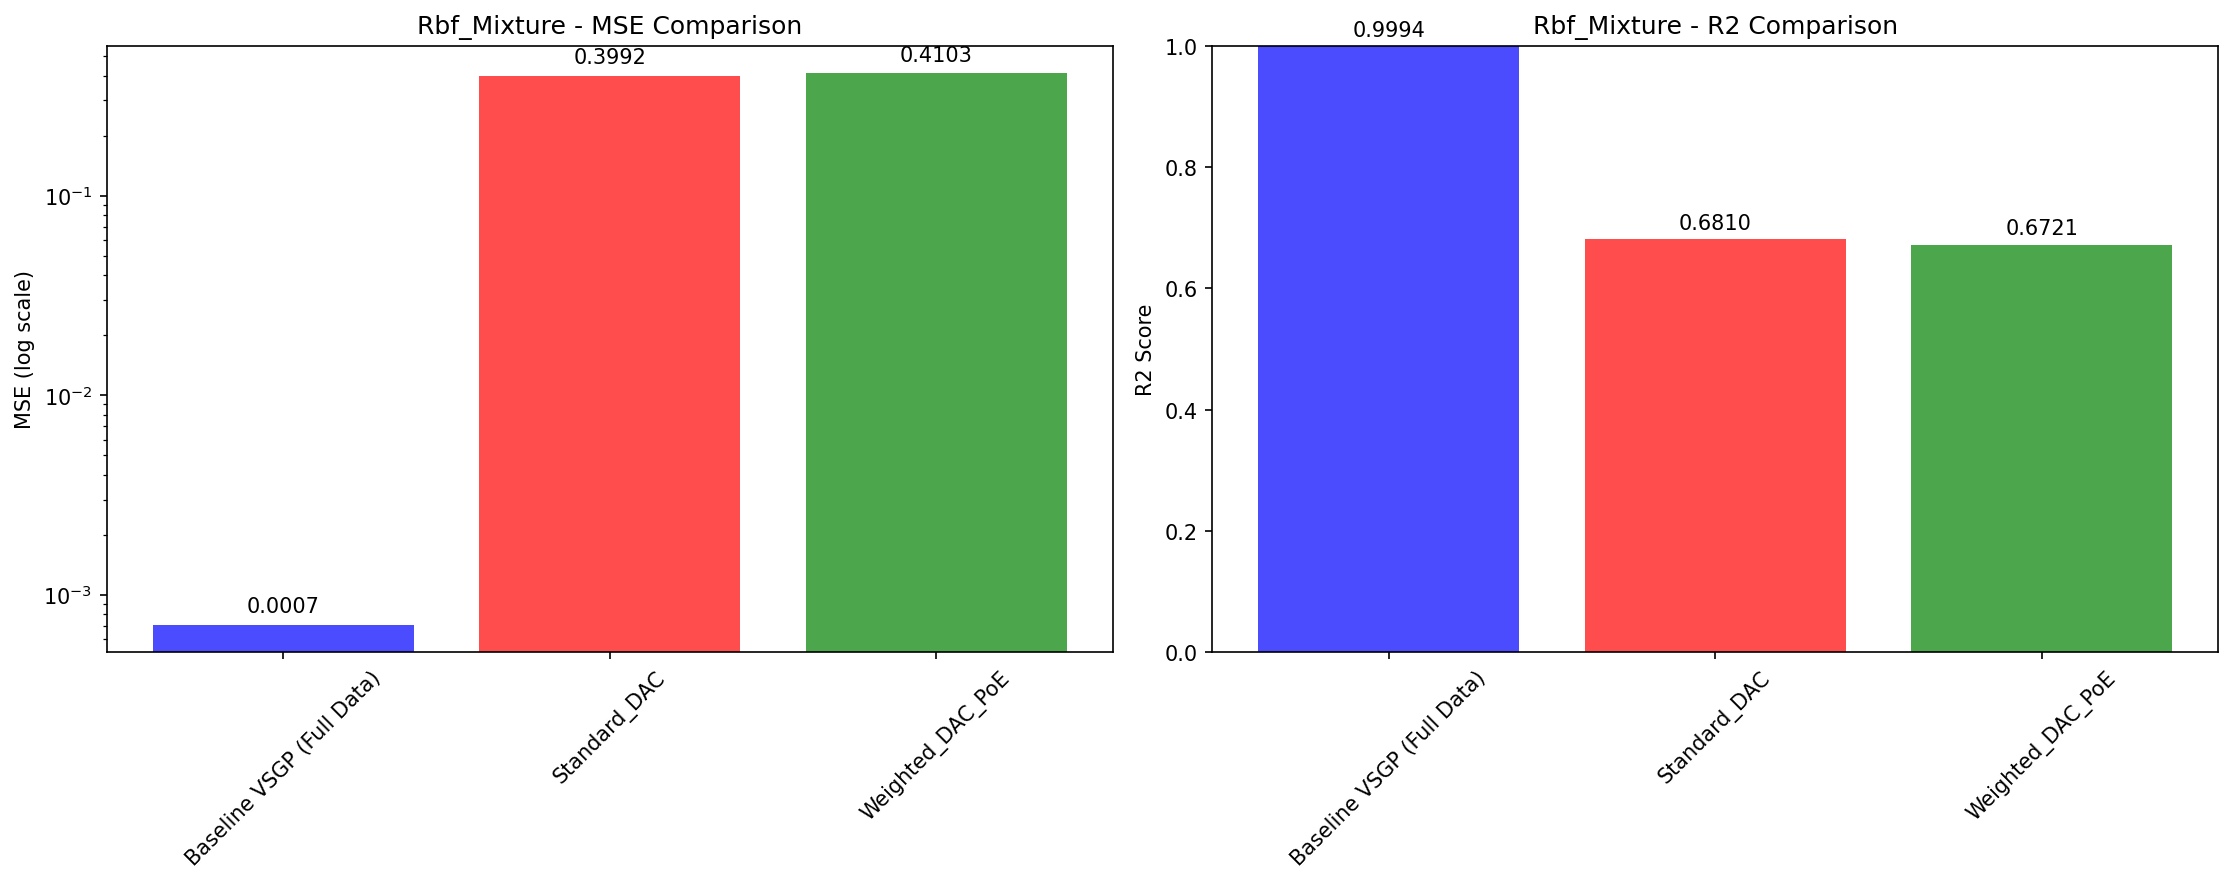 Rbf_Mixture - MSE Comparison
MSE (log scale)
10⁻¹
10⁻²
10⁻³
0.0007
0.3992
0.4103
Baseline VSGP (Full Data)
Standard_DAC
Weighted_DAC_PoE
Rbf_Mixture - R2 Comparison
R2 Score
1.0
0.8
0.6
0.4
0.2
0.0
0.9994
0.6810
0.6721
Baseline VSGP (Full Data)
Standard_DAC
Weighted_DAC_PoE